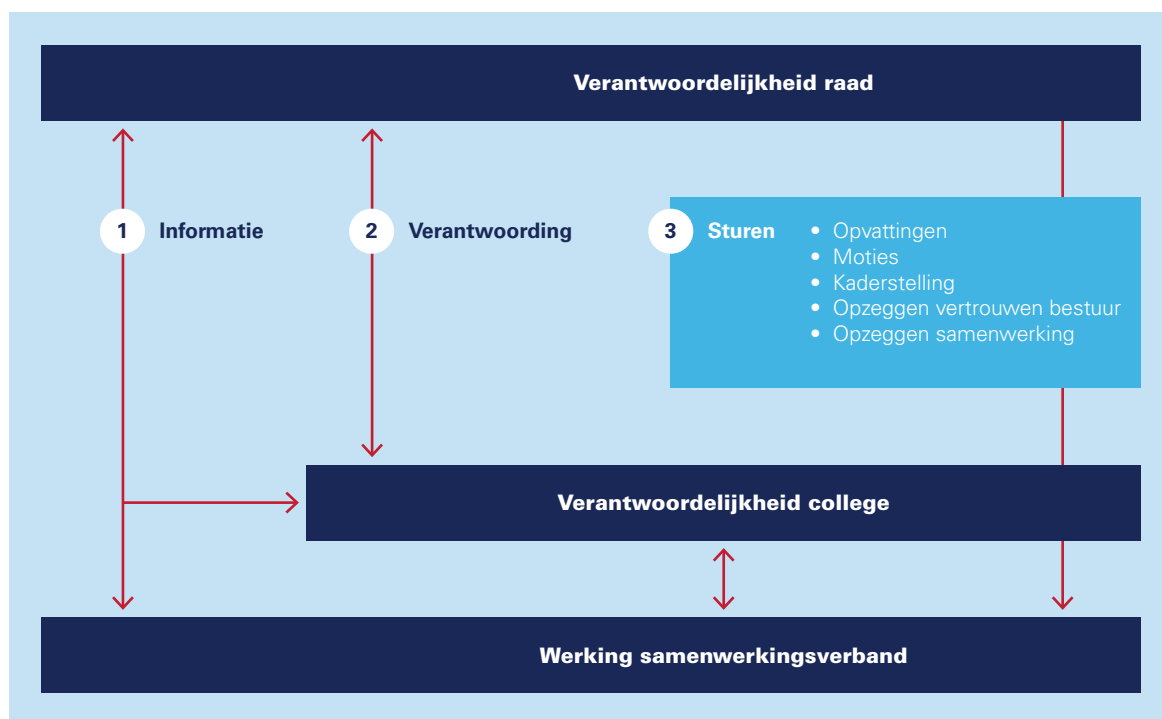 Verantwoordelijkheid raad
1 Informatie
2 Verantwoording
3 Sturen
• Opvattingen
• Moties
• Kaderstelling
• Opzeggen vertrouwen bestuur
• Opzeggen samenwerking
Verantwoordelijkheid college
Werking samenwerkingsverband